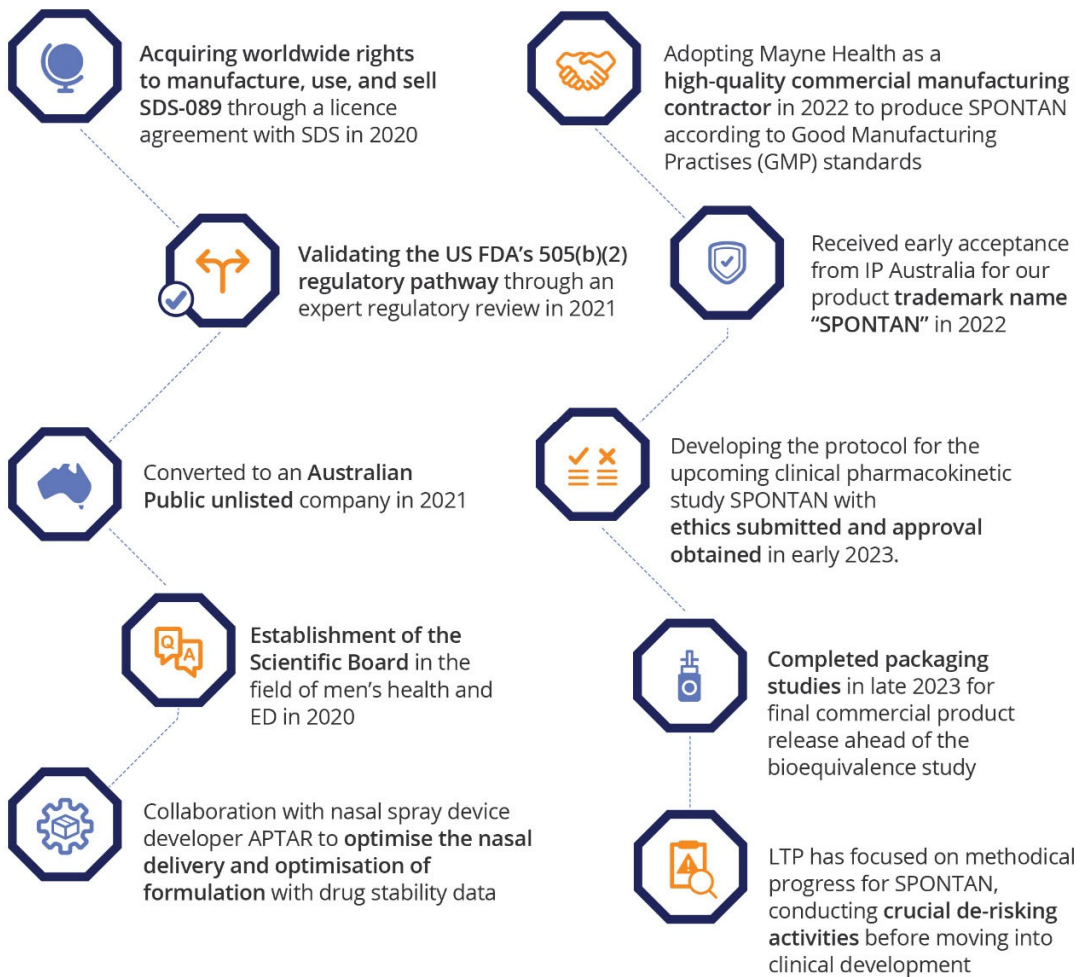 Acquiring worldwide rights
to manufacture, use, and sell
SDS-089 through a licence
agreement with SDS in 2020
Validating the US FDA’s 505(b)(2)
regulatory pathway through an
expert regulatory review in 2021
Converted to an Australian
Public unlisted company in 2021
Q
A
Establishment of the
Scientific Board in the
field of men’s health and
ED in 2020
Collaboration with nasal spray device
developer APTAR to optimise the nasal
delivery and optimisation of
formulation with drug stability data
Adopting Mayne Health as a
high-quality commercial manufacturing
contractor in 2022 to produce SPONTAN
according to Good Manufacturing
Practises (GMP) standards
Received early acceptance
from IP Australia for our
product trademark name
“SPONTAN” in 2022
Developing the protocol for the
upcoming clinical pharmacokinetic
study SPONTAN with
ethics submitted and approval
obtained in early 2023.
Completed packaging
studies in late 2023 for
final commercial product
release ahead of the
bioequivalence study
LTP has focused on methodical
progress for SPONTAN,
conducting crucial de-risking
activities before moving into
clinical development